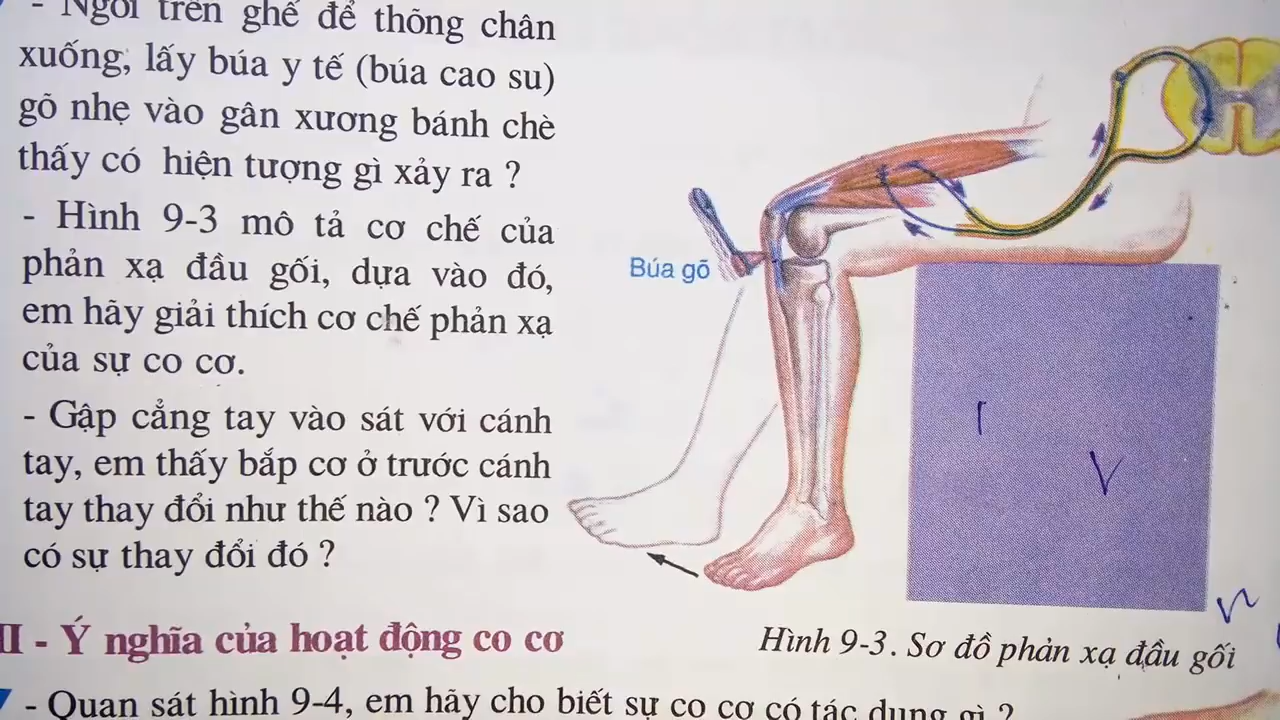 - Ngồi trên ghế để thõng chân
xuống, lấy búa y tế (búa cao su)
gõ nhẹ vào gân xương bánh chè
thấy có hiện tượng gì xảy ra ?
- Hình 9-3 mô tả cơ chế của
phản xạ đầu gối, dựa vào đó,
em hãy giải thích cơ chế phản xạ
của sự co cơ.
- Gập cẳng tay vào sát với cánh
tay, em thấy bắp cơ ở trước cánh
tay thay đổi như thế nào ? Vì sao
có sự thay đổi đó ?
Búa gõ
Hình 9-3. Sơ đồ phản xạ đầu gối
II - Ý nghĩa của hoạt động co cơ
- Quan sát hình 9-4, em hãy cho biết sự co cơ có tác dụng gì ?